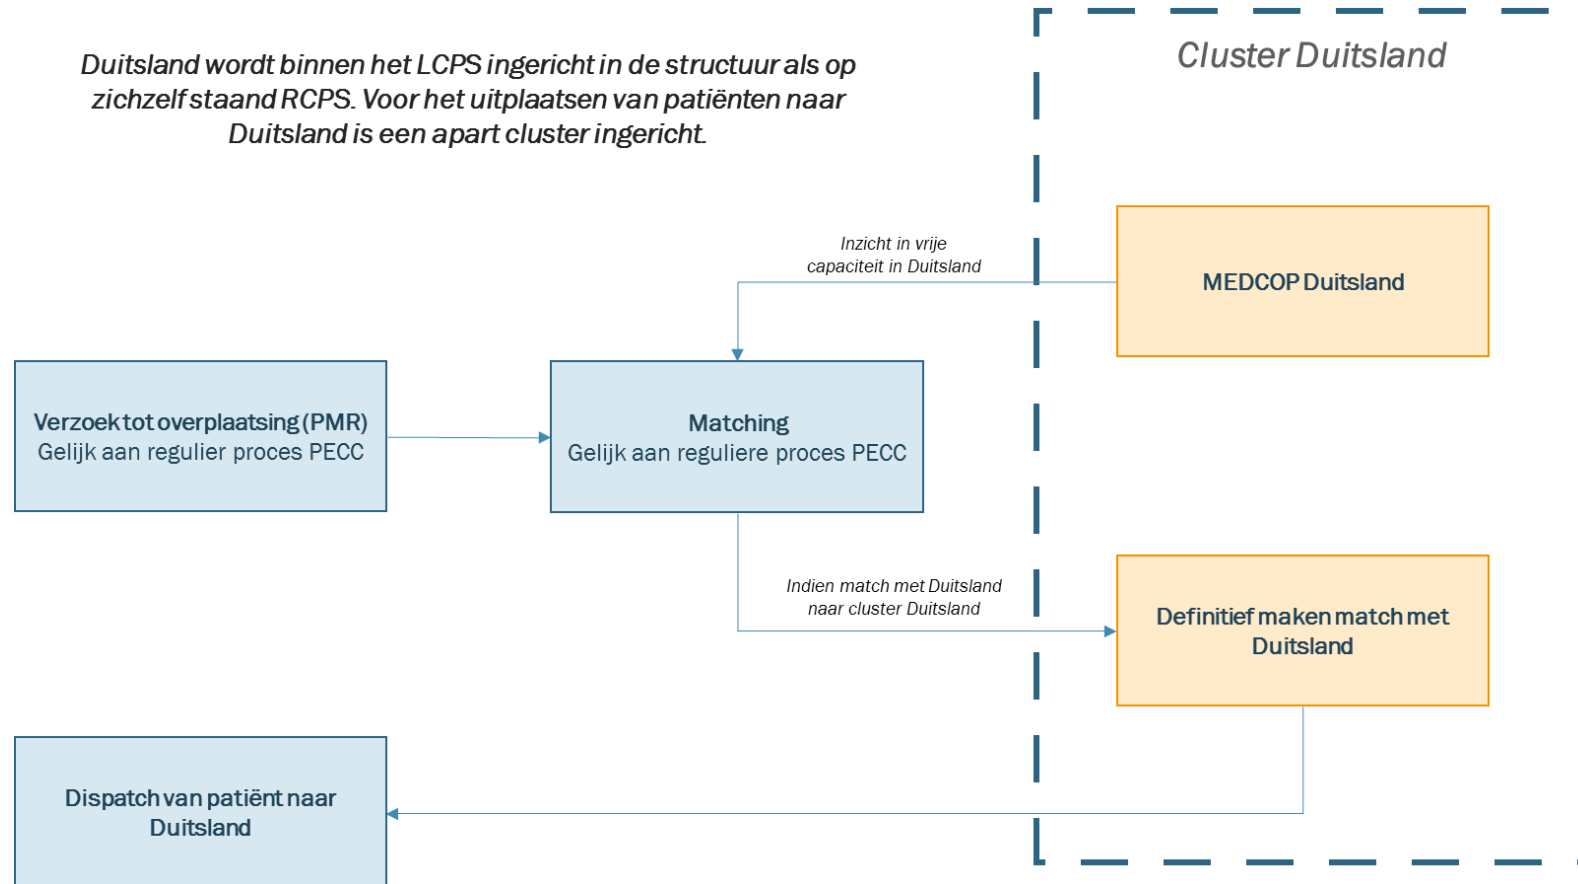 Duitsland wordt binnen het LCPS ingericht in de structuur als op
zichzelf staand RCPS. Voor het uitplaatsen van patiënten naar
Duitsland is een apart cluster ingericht.
Cluster Duitsland
Inzicht in vrije
capaciteit in Duitsland
MEDCOP Duitsland
Verzoek tot overplaatsing (PMR)
Gelijk aan regulier proces PECC
Matching
Gelijk aan reguliere proces PECC
Indien match met Duitsland
naar cluster Duitsland
Definitief maken match met
Duitsland
Dispatch van patiënt naar
Duitsland